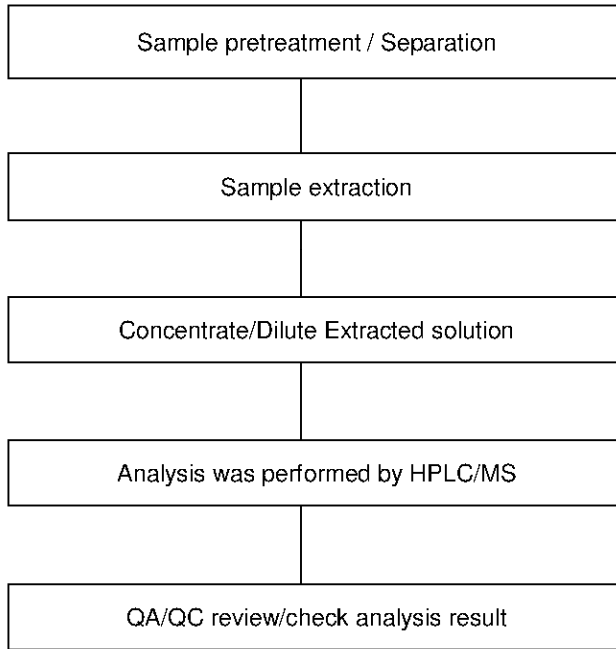 Sample pretreatment / Separation
Sample extraction
Concentrate/Dilute Extracted solution
Analysis was performed by HPLC/MS
QA/QC review/check analysis result